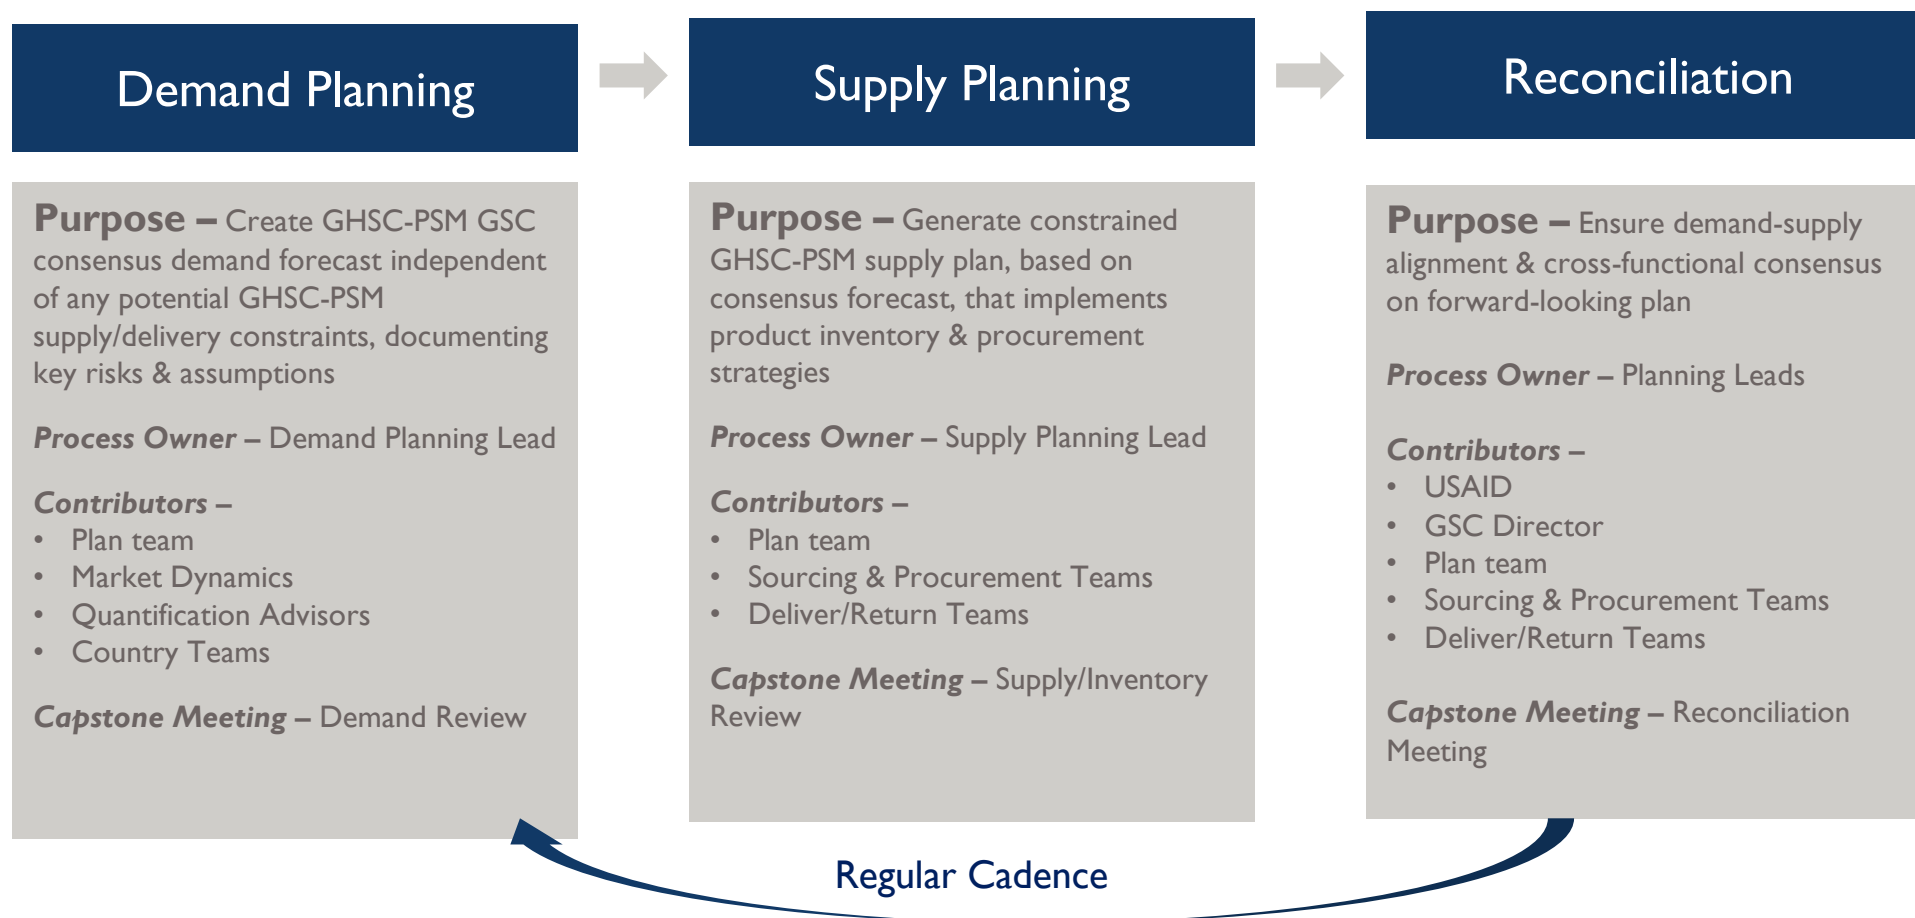 Demand Planning
Purpose – Create GHSC-PSM GSC
consensus demand forecast independent
of any potential GHSC-PSM
supply/delivery constraints, documenting
key risks & assumptions
Process Owner – Demand Planning Lead
Contributors –
• Plan team
• Market Dynamics
• Quantification Advisors
• Country Teams
Capstone Meeting – Demand Review
Supply Planning
Purpose – Generate constrained
GHSC-PSM supply plan, based on
consensus forecast, that implements
product inventory & procurement
strategies
Process Owner – Supply Planning Lead
Contributors –
• Plan team
• Sourcing & Procurement Teams
• Deliver/Return Teams
Capstone Meeting – Supply/Inventory
Review
Reconciliation
Purpose – Ensure demand-supply
alignment & cross-functional consensus
on forward-looking plan
Process Owner – Planning Leads
Contributors –
• USAID
• GSC Director
• Plan team
• Sourcing & Procurement Teams
• Deliver/Return Teams
Capstone Meeting – Reconciliation
Meeting
Regular Cadence